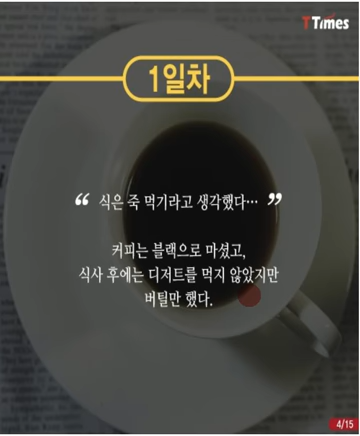 TTimes
1일차
“ 식은 죽 먹기라고 생각했다… ”
커피는 블랙으로 마셨고,
식사 후에는 디저트를 먹지 않았지만
버틸만 했다.
4/15